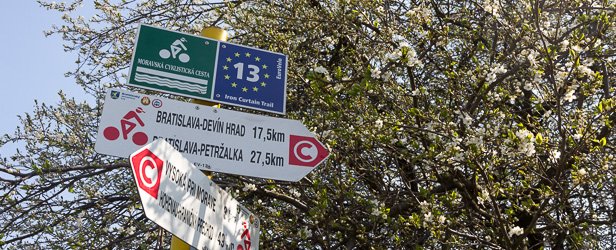 MORAVSKÁ CYKLISTICKÁ CESTA
13
EuroVelo
Iron Curtain Trail
BRATISLAVA-DEVÍN HRAD 17,5km
BRATISLAVA-PETRŽALKA 27,5km
C
C
VYSOKÁ PRI MORAVE